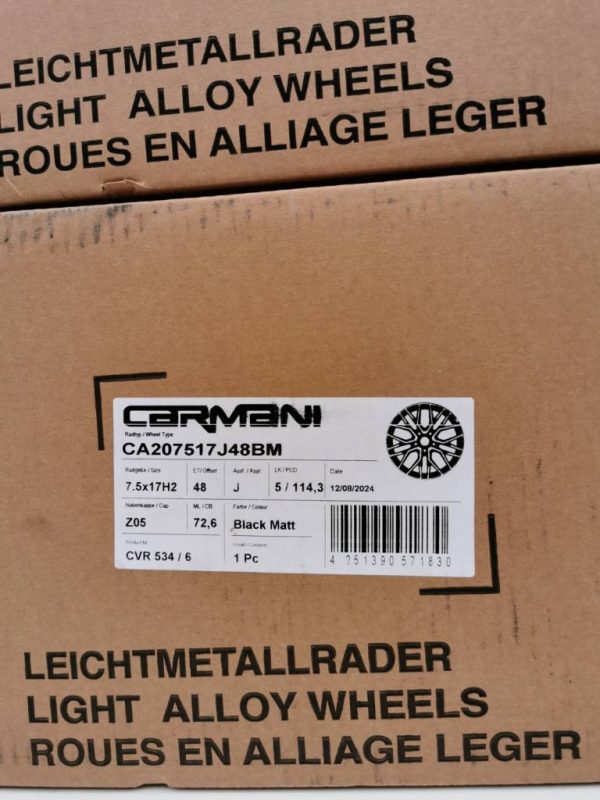 LEICHTMETALLRADER
LIGHT ALLOY WHEELS
ROUES EN ALLIAGE LEGER
CARMANI
Radtyp / Wheel Type
CA207517J48BM
Radgröße / Size ET/Offset Ausf. / Appl. LK / PCD Date
7.5x17H2 48 J 5 / 114,3 12/08/2024
Nabenkappe / Cap ML / CB Farbe / Colour
Z05 72,6 Black Matt
CVR 534 / 6 1 Pc
4 251390 571830
LEICHTMETALLRADER
LIGHT ALLOY WHEELS
ROUES EN ALLIAGE LEGER